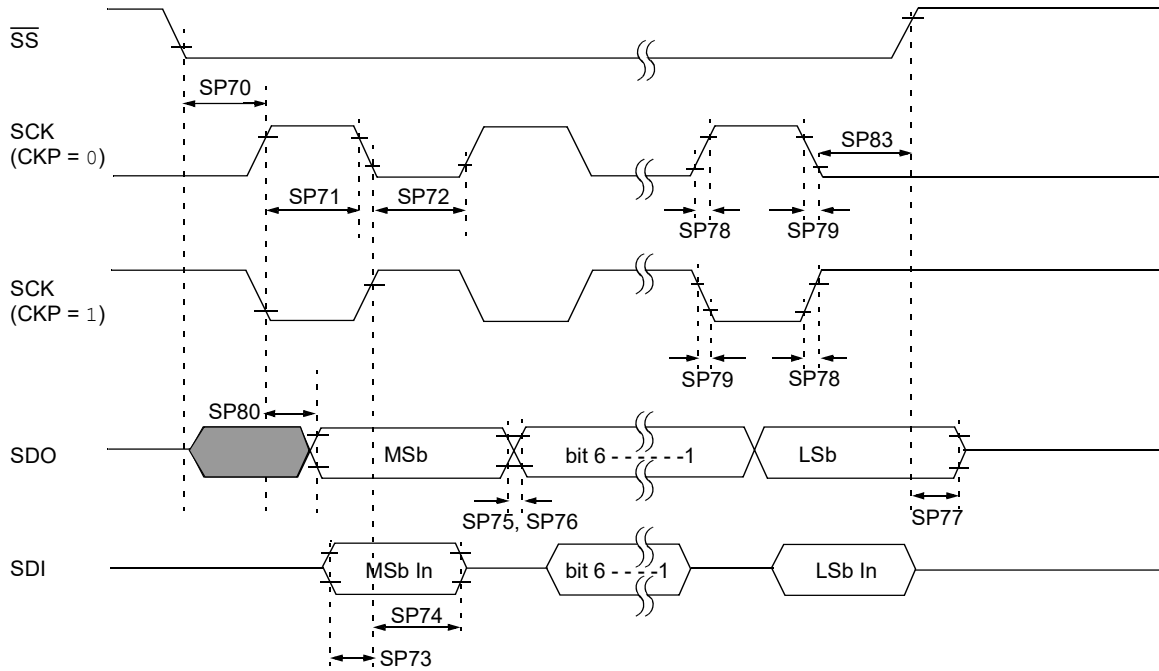 SS
SP70
SCK
(CKP = 0)
SP83
SP71
SP72
SP78
SP79
SCK
(CKP = 1)
SP79
SP78
SP80
SDO
MSb
bit 6 - - - - - -1
LSb
SP75, SP76
SP77
SDI
MSb In
bit 6 - - - - -1
LSb In
SP74
SP73